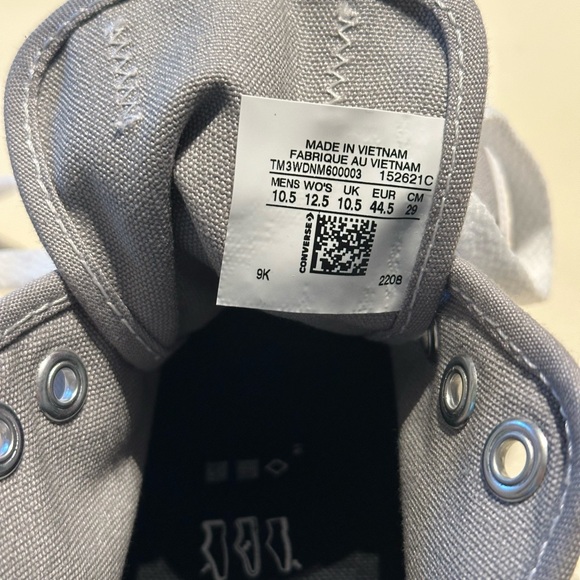 MADE IN VIETNAM
FABRIQUE AU VIETNAM
TM3WDNM600003 152621C
MENS WO'S UK EUR CM
10.5 12.5 10.5 44.5 29
CONVERSE
9K 2208